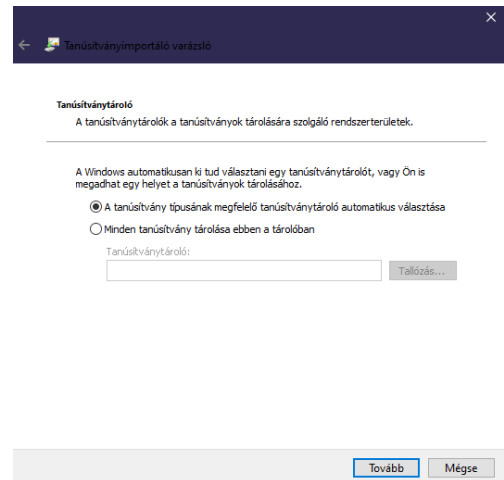 Tanúsítványimportáló varázsló
Tanúsítványtároló
A tanúsítványtárolók a tanúsítványok tárolására szolgáló rendszerterületek.
A Windows automatikusan ki tud választani egy tanúsítványtárolót, vagy Ön is
megadhat egy helyet a tanúsítványok tárolásához.
A tanúsítvány típusának megfelelő tanúsítványtároló automatikus választása
Minden tanúsítvány tárolása ebben a tárolóban
Tanúsítványtároló:
Tallózás...
Tovább Mégse